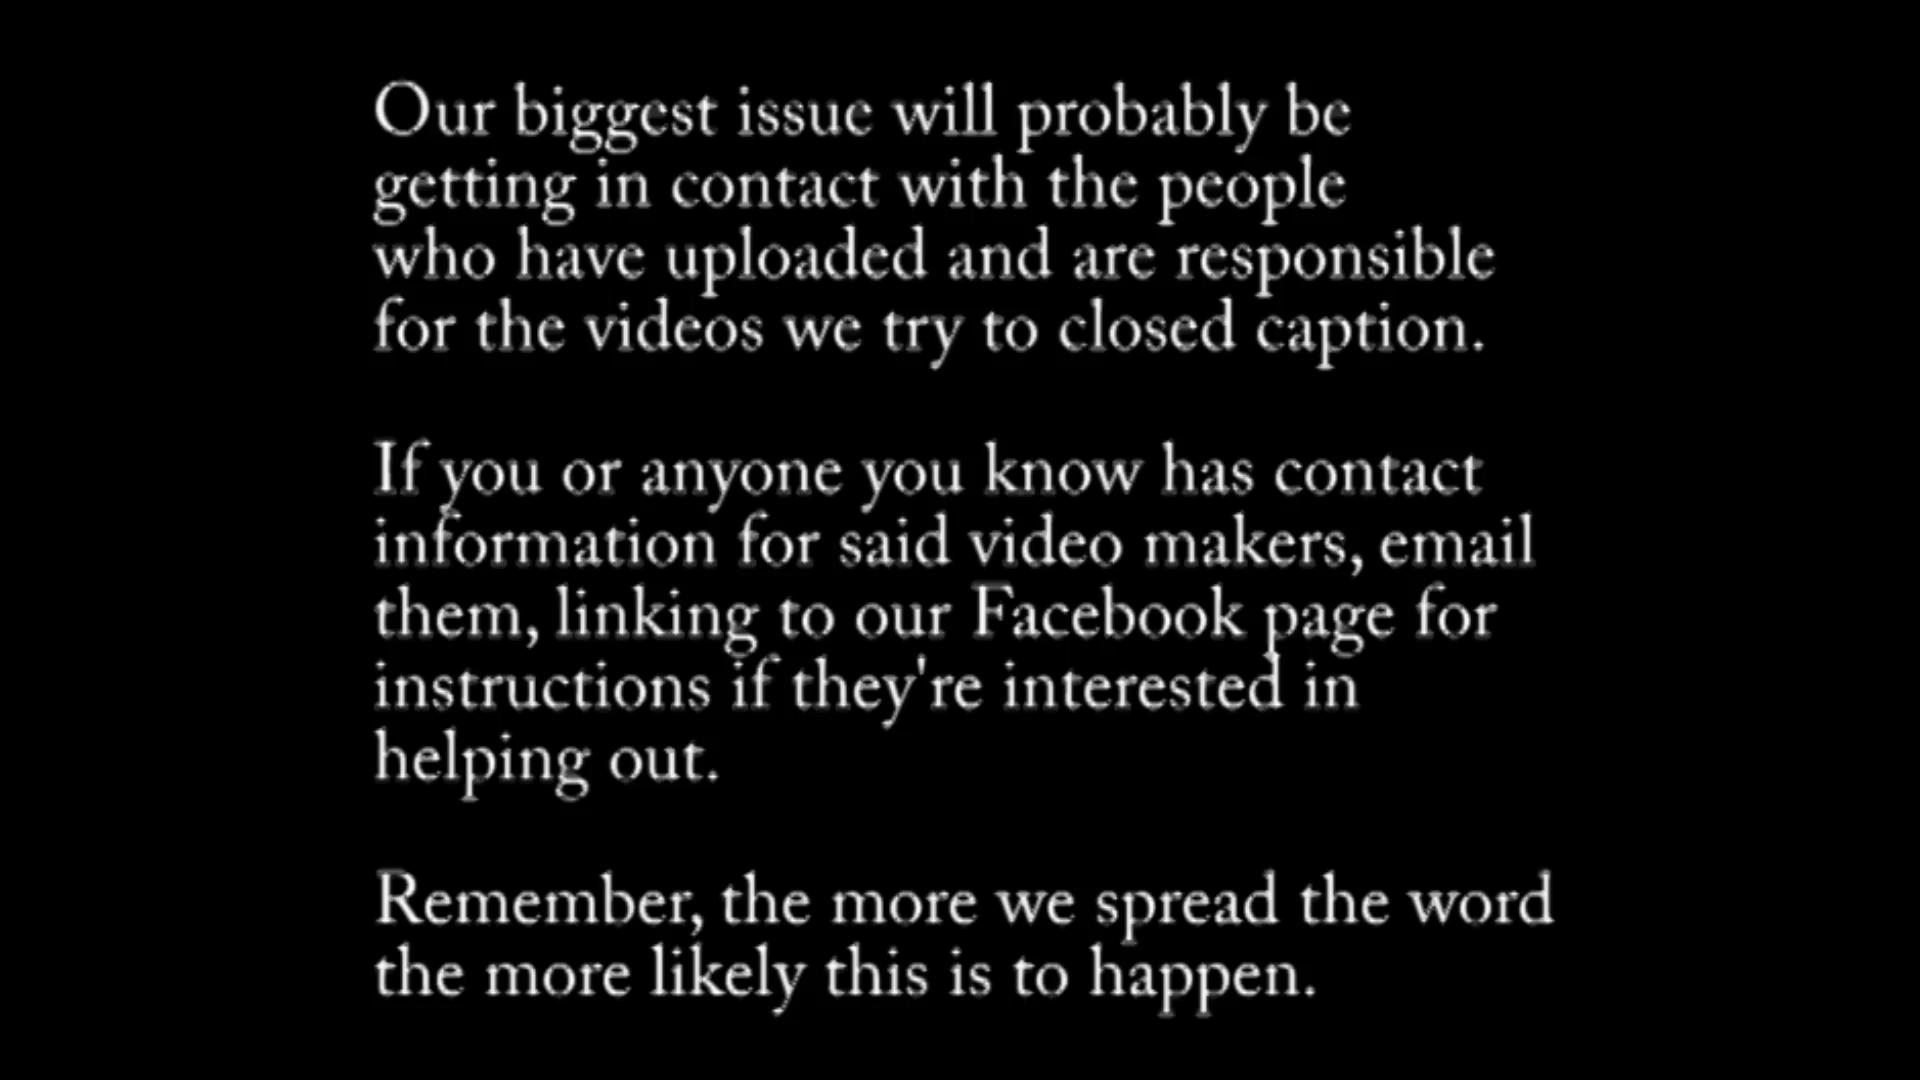 Our biggest issue will probably be
getting in contact with the people
who have uploaded and are responsible
for the videos we try to closed caption.
If you or anyone you know has contact
information for said video makers, email
them, linking to our Facebook page for
instructions if they're interested in
helping out.
Remember, the more we spread the word
the more likely this is to happen.